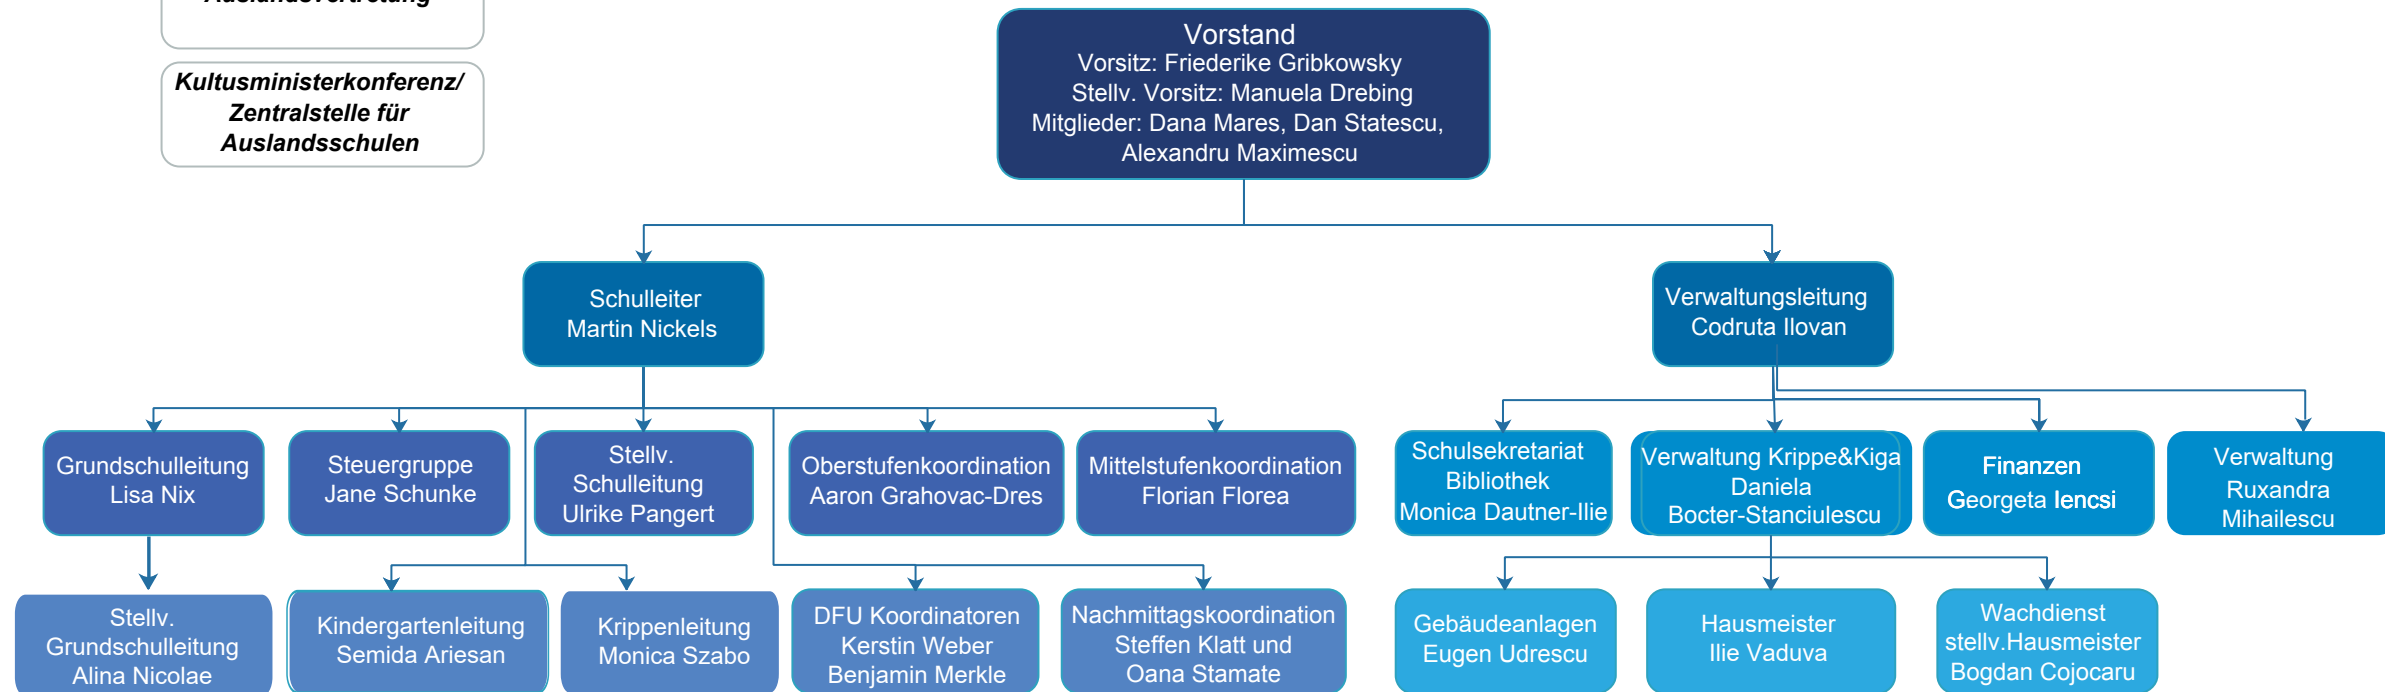 Auslandsvertretung
Kultusministerkonferenz/
Zentralstelle für
Auslandsschulen
Vorstand
Vorsitz: Friederike Gribkowsky
Stellv. Vorsitz: Manuela Drebing
Mitglieder: Dana Mares, Dan Statescu,
Alexandru Maximescu
Schulleiter
Martin Nickels
Verwaltungsleitung
Codruta Ilovan
Grundschulleitung
Lisa Nix
Steuergruppe
Jane Schunke
Stellv.
Schulleitung
Ulrike Pangert
Oberstufenkoordination
Aaron Grahovac-Dres
Mittelstufenkoordination
Florian Florea
Schulsekretariat
Bibliothek
Monica Dautner-Ilie
Verwaltung Krippe&Kiga
Daniela
Bocter-Stanciulescu
Finanzen
Georgeta Iencsi
Verwaltung
Ruxandra
Mihailescu
Stellv.
Grundschulleitung
Alina Nicolae
Kindergartenleitung
Semida Ariesan
Krippenleitung
Monica Szabo
DFU Koordinatoren
Kerstin Weber
Benjamin Merkle
Nachmittagskoordination
Steffen Klatt und
Oana Stamate
Gebäudeanlagen
Eugen Udrescu
Hausmeister
Ilie Vaduva
Wachdienst
stellv.Hausmeister
Bogdan Cojocaru